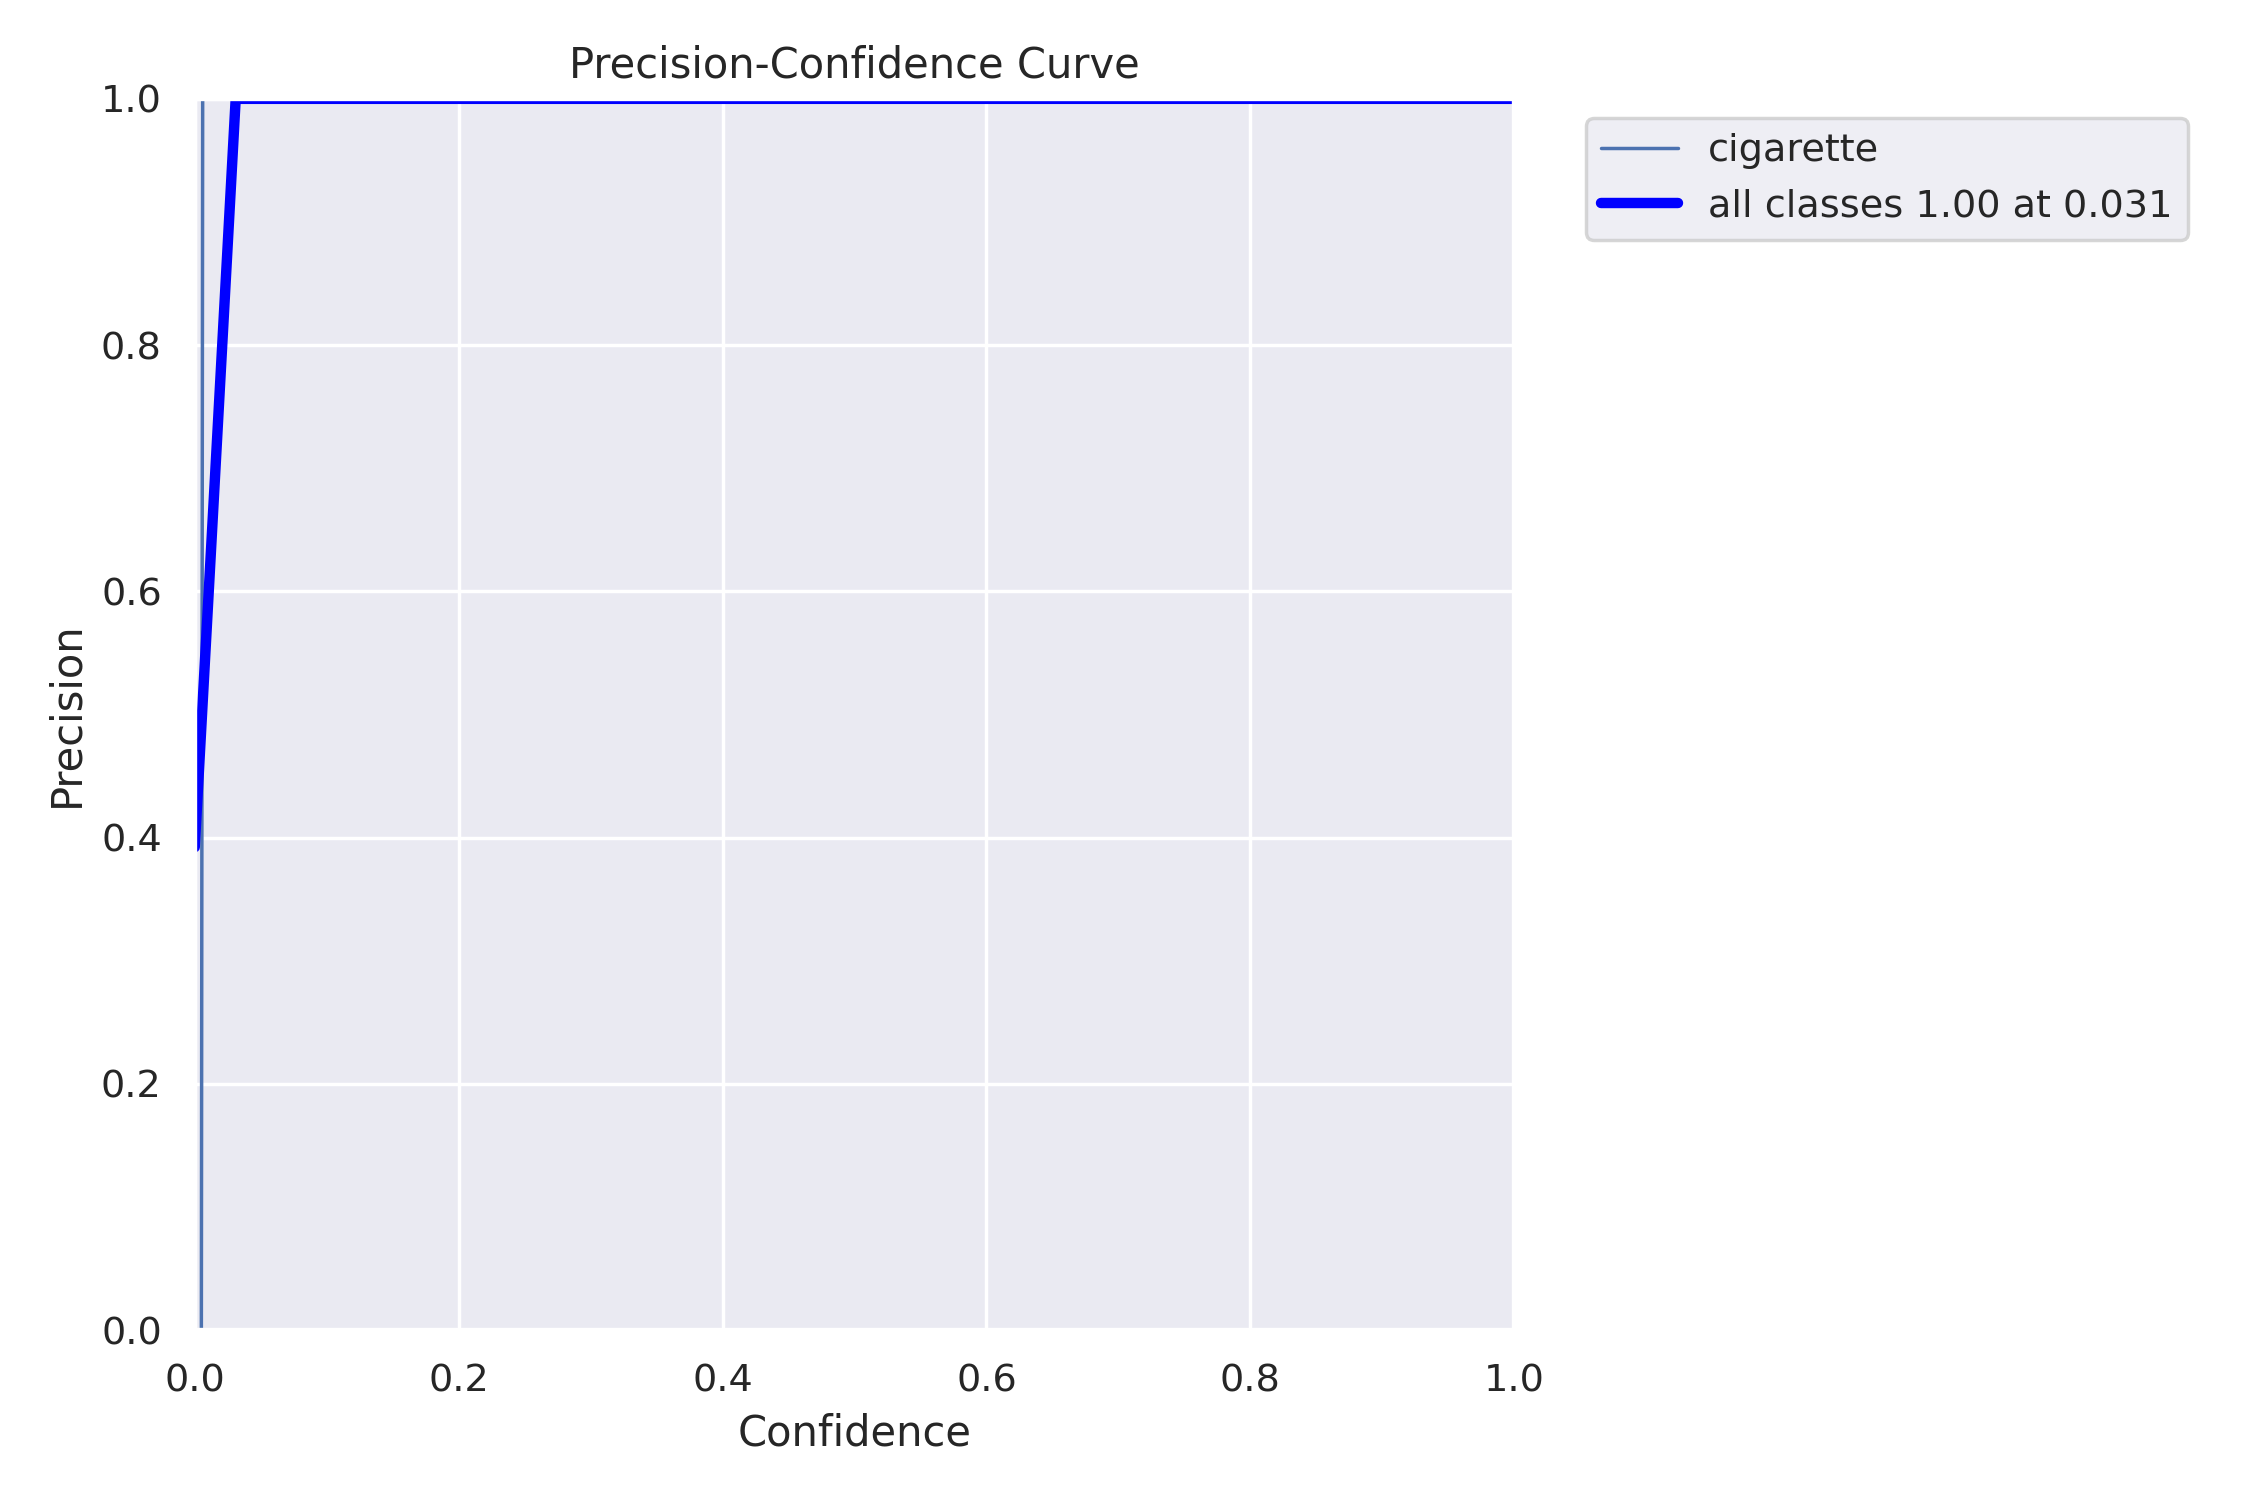 Precision-Confidence Curve
1.0
0.8
0.6
0.4
0.2
0.0
Precision
0.0 0.2 0.4 0.6 0.8 1.0
Confidence
cigarette
all classes 1.00 at 0.031